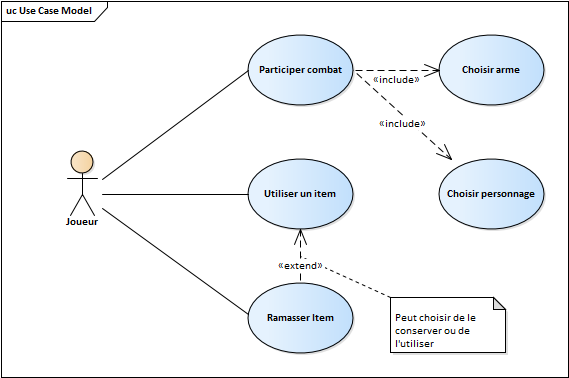 uc Use Case Model
Participer combat
«include»
Choisir arme
«include»
Utiliser un item
Choisir personnage
Joueur
«extend»
Ramasser Item
Peut choisir de le
conserver ou de
l'utiliser